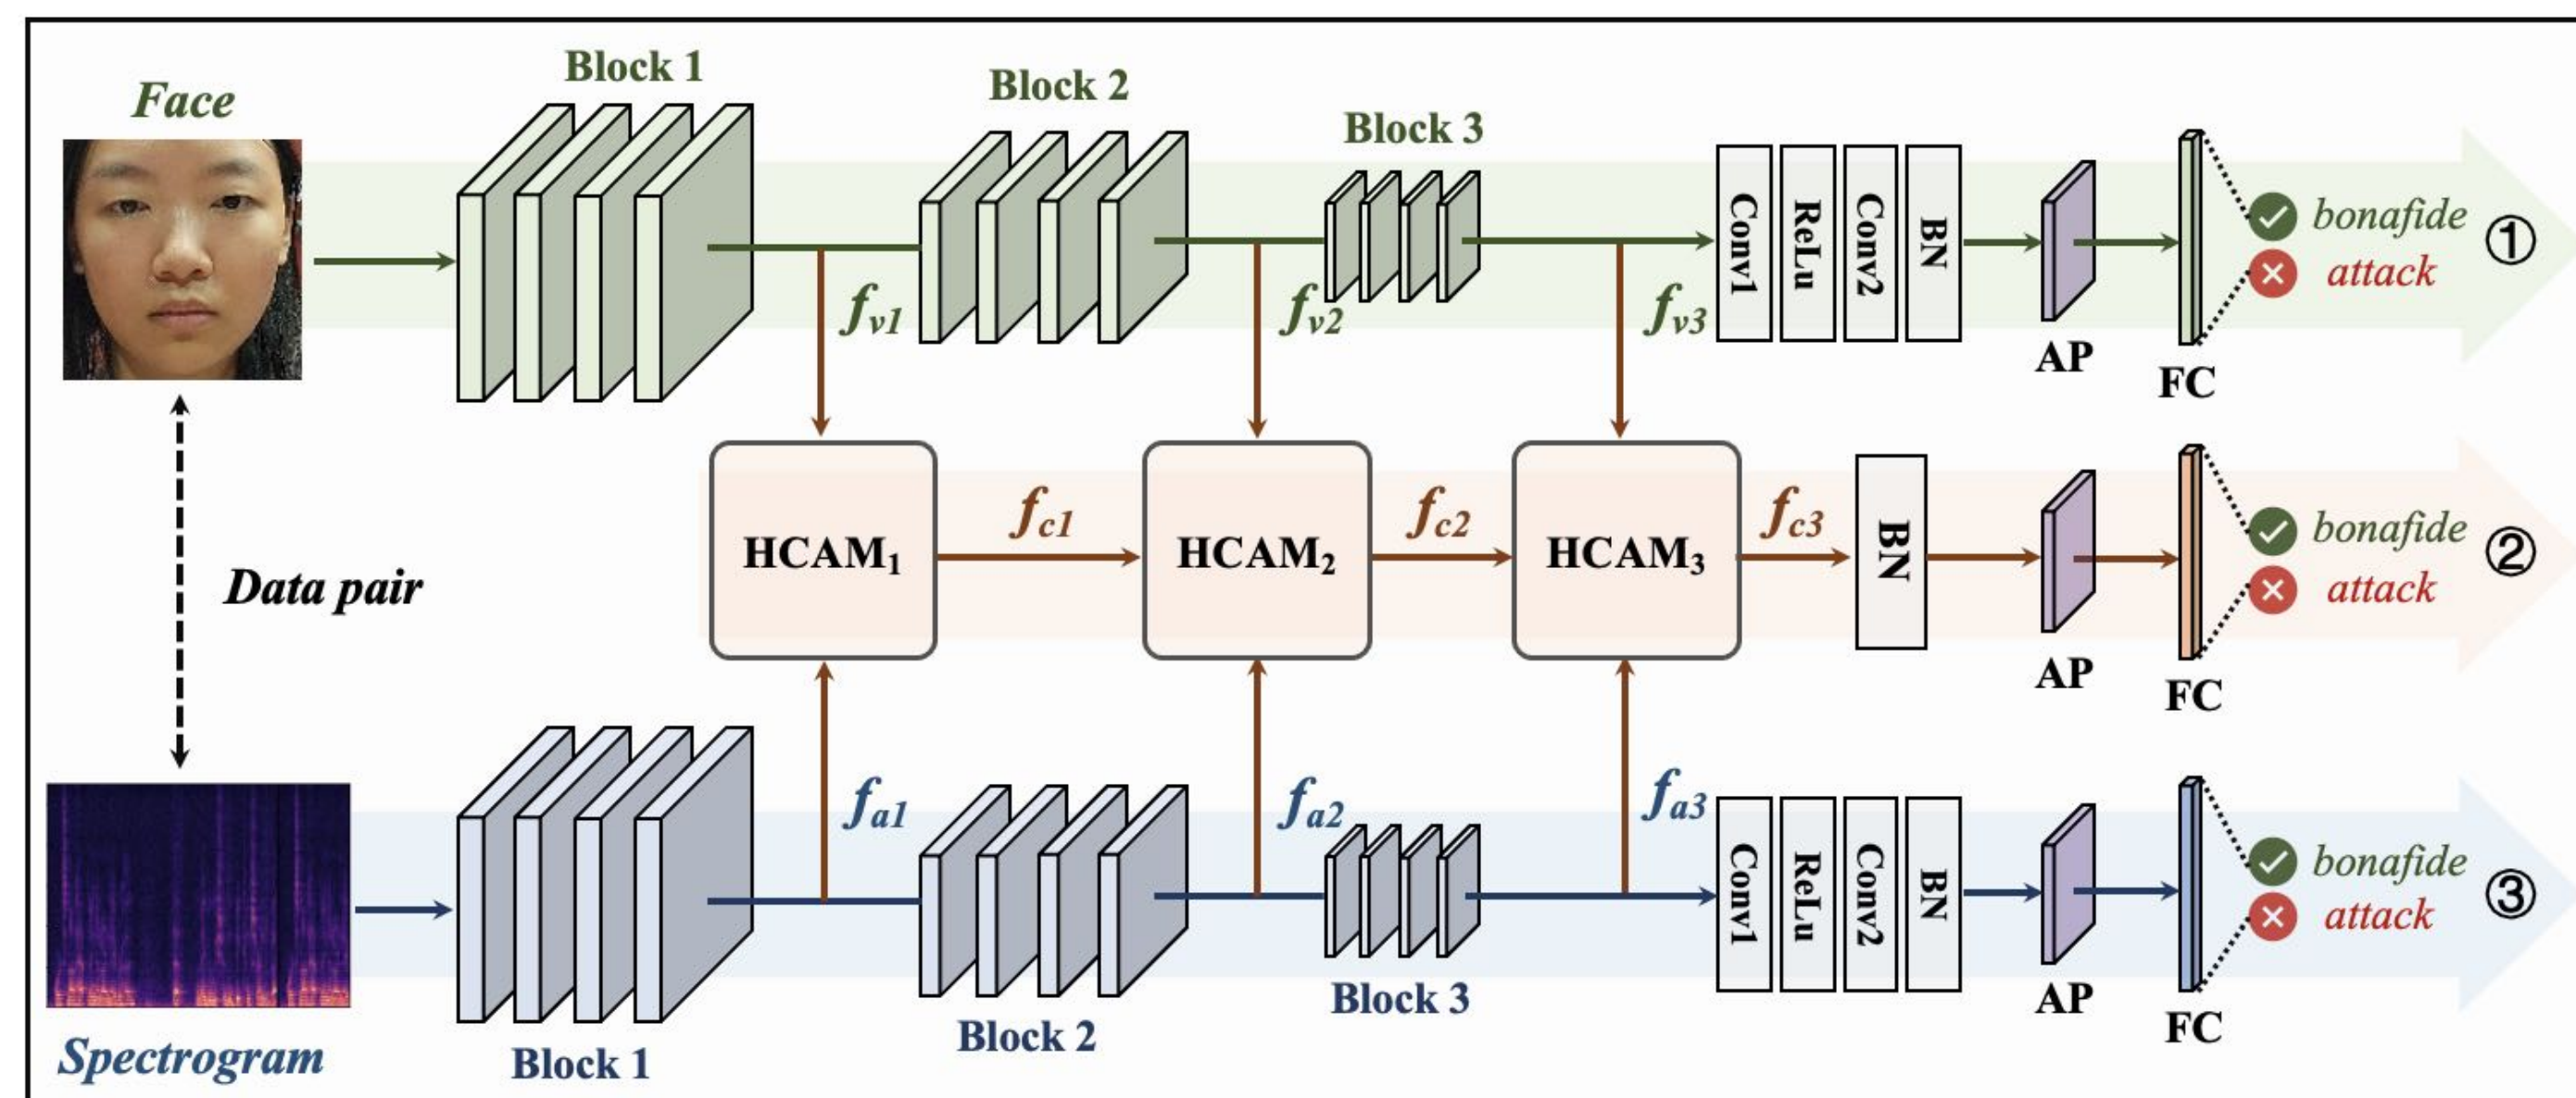 Face
Block 1
Block 2
Block 3
Conv1
ReLu
Conv2
BN
AP
FC
bonafide
attack
①
fv1
fv2
fv3
Data pair
HCAM1
fc1
HCAM2
fc2
HCAM3
fc3
BN
AP
FC
bonafide
attack
②
fa1
fa2
fa3
Spectrogram
Block 1
Block 2
Block 3
Conv1
ReLu
Conv2
BN
AP
FC
bonafide
attack
③